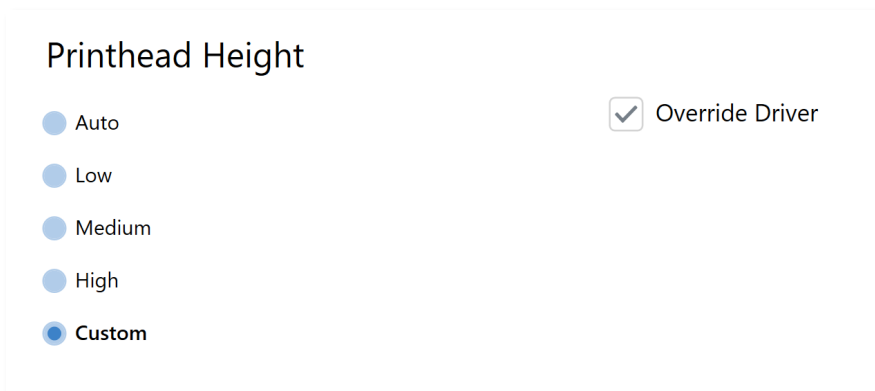 Printhead Height
Auto
Override Driver
Low
Medium
High
Custom